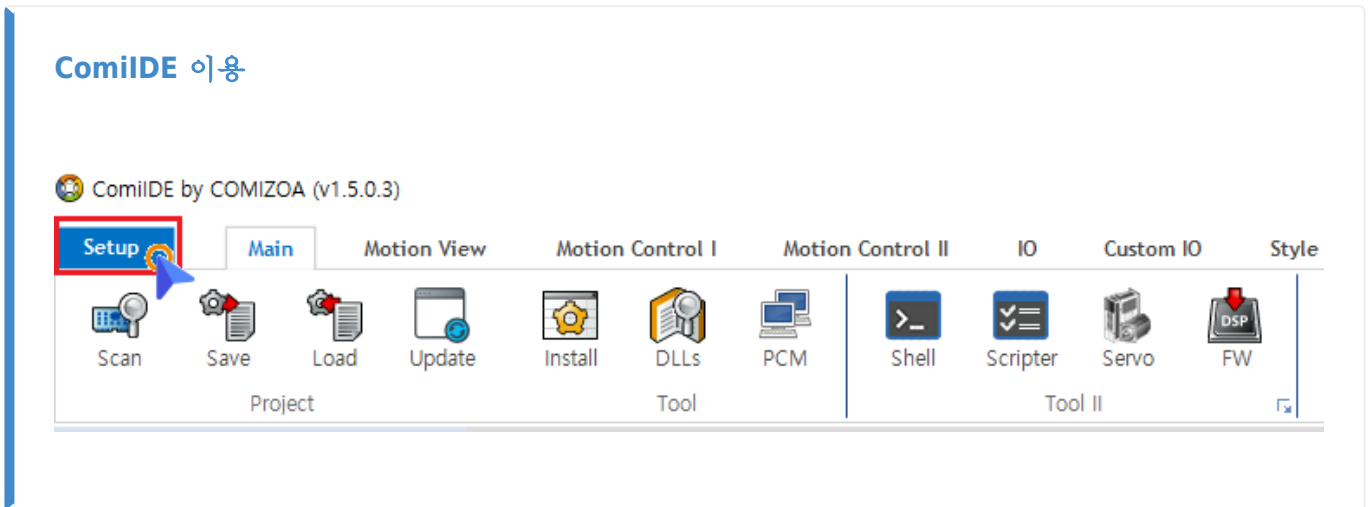 ComiIDE 이용
ComiIDE by COMIZOA (v1.5.0.3)
Setup Main Motion View Motion Control I Motion Control II IO Custom IO Style
>_ DSP
Scan Save Load Update Install DLLs PCM Shell Scripter Servo FW
Project Tool Tool II